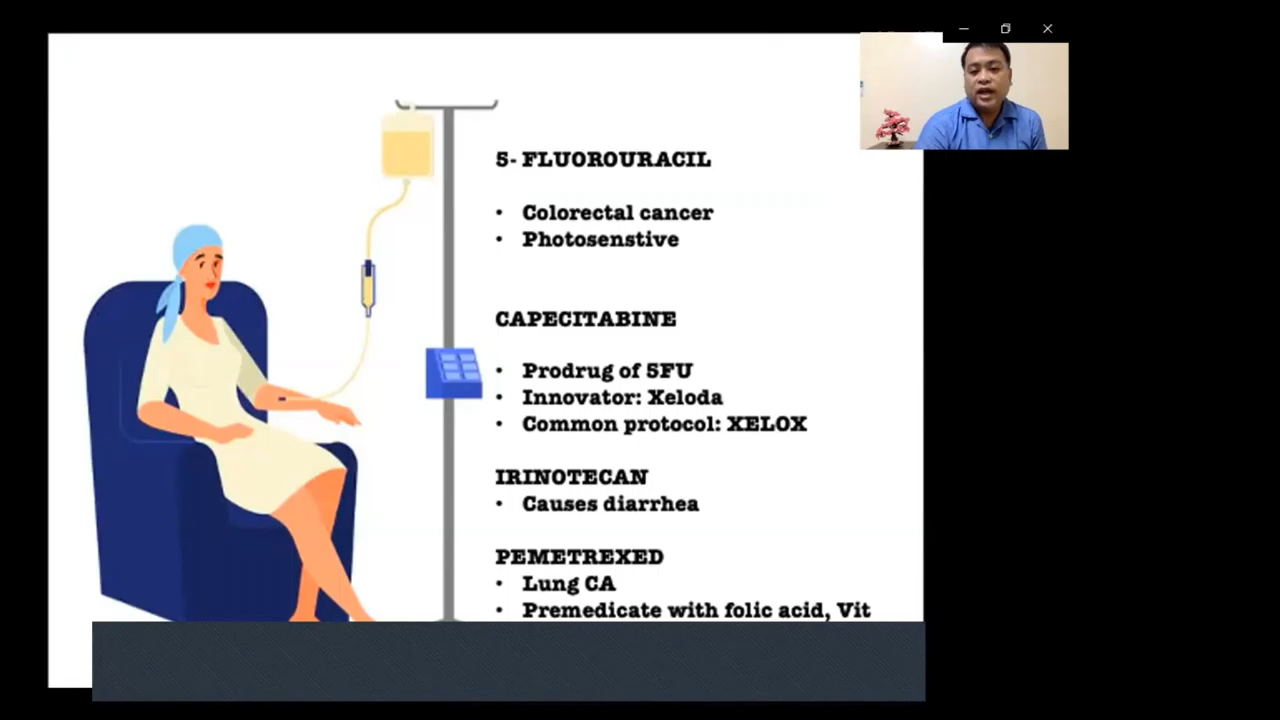 5- FLUOROURACIL
• Colorectal cancer
• Photosenstive
CAPECITABINE
• Prodrug of 5FU
• Innovator: Xeloda
• Common protocol: XELOX
IRINOTECAN
• Causes diarrhea
PEMETREXED
• Lung CA
• Premedicate with folic acid, Vit